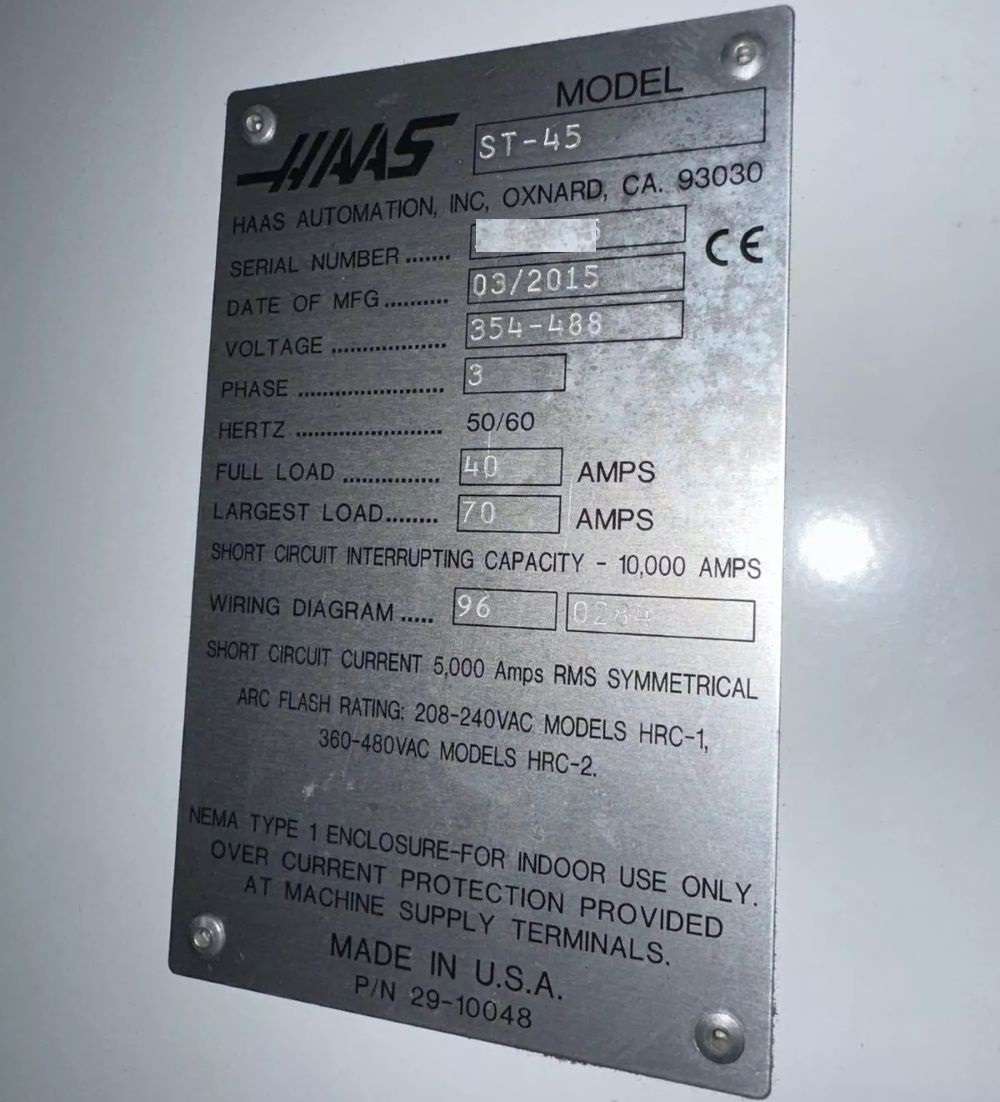 MODEL
HAAS ST-45
HAAS AUTOMATION, INC, OXNARD, CA. 93030
SERIAL NUMBER .......
CE
DATE OF MFG .......... 03/2015
VOLTAGE .................. 354-488
PHASE ....................... 3
HERTZ ....................... 50/60
FULL LOAD ............... 40 AMPS
LARGEST LOAD........ 70 AMPS
SHORT CIRCUIT INTERRUPTING CAPACITY - 10,000 AMPS
WIRING DIAGRAM ..... 96
SHORT CIRCUIT CURRENT 5,000 Amps RMS SYMMETRICAL
ARC FLASH RATING: 208-240VAC MODELS HRC-1,
360-480VAC MODELS HRC-2.
NEMA TYPE 1 ENCLOSURE-FOR INDOOR USE ONLY.
OVER CURRENT PROTECTION PROVIDED
AT MACHINE SUPPLY TERMINALS.
MADE IN U.S.A.
P/N 29-10048